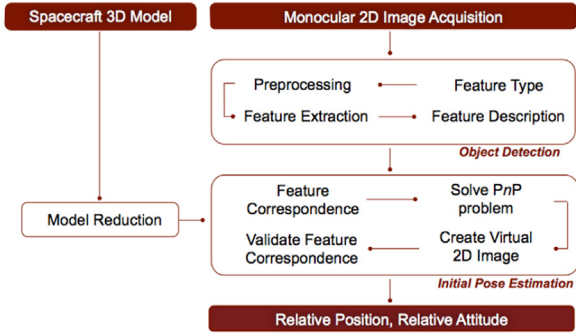 Spacecraft 3D Model
Monocular 2D Image Acquisition
Preprocessing
Feature Type
Feature Extraction
Feature Description
Object Detection
Model Reduction
Feature
Correspondence
Solve PnP
problem
Validate Feature
Correspondence
Create Virtual
2D Image
Initial Pose Estimation
Relative Position, Relative Attitude